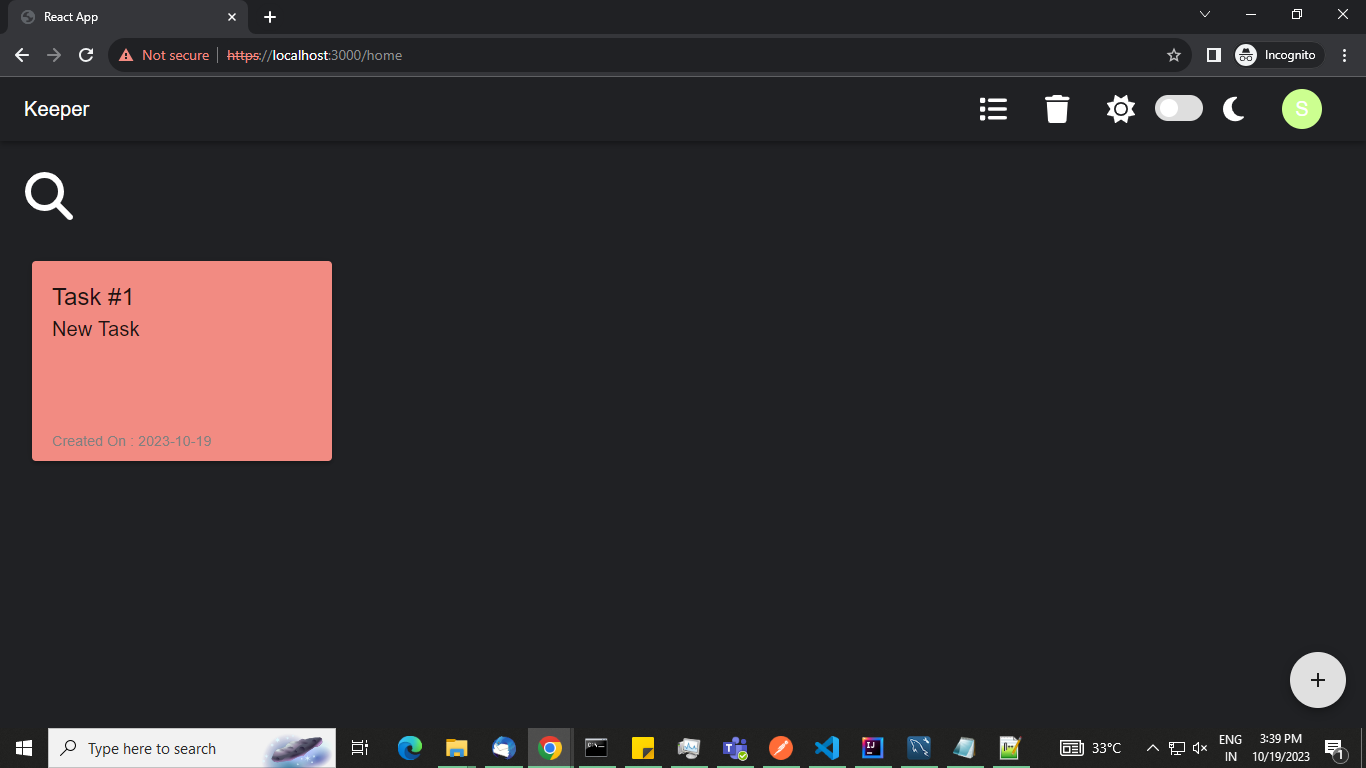 React App
Not secure
https://localhost:3000/home
Incognito
Keeper
S
Task #1
New Task
Created On : 2023-10-19
Type here to search
33°C
ENG
IN
3:39 PM
10/19/2023
1